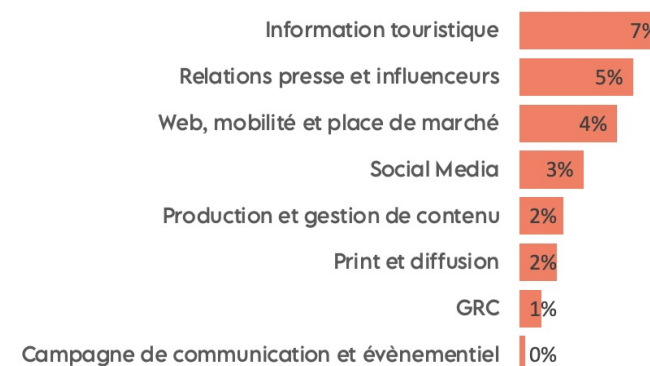 Information touristique 7%
Relations presse et influenceurs 5%
Web, mobilité et place de marché 4%
Social Media 3%
Production et gestion de contenu 2%
Print et diffusion 2%
GRC 1%
Campagne de communication et évènementiel 0%